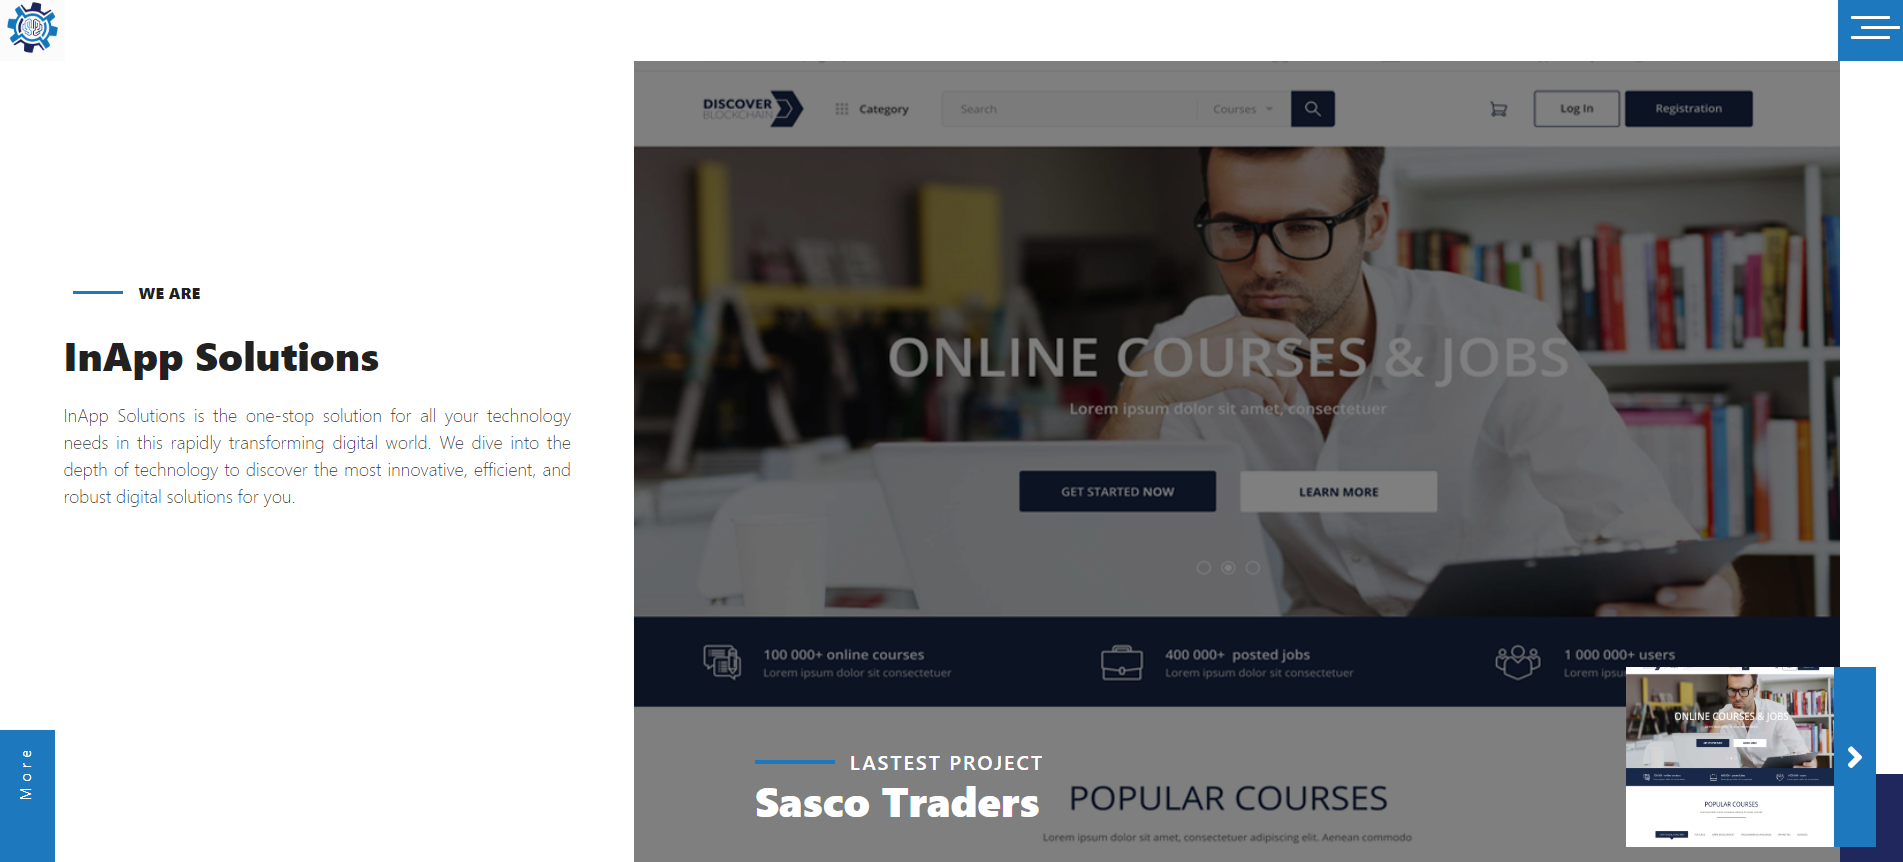 WE ARE
InApp Solutions
InApp Solutions is the one-stop solution for all your technology
needs in this rapidly transforming digital world. We dive into the
depth of technology to discover the most innovative, efficient, and
robust digital solutions for you.
More
DISCOVER
BLOCKCHAIN
Category
Search
Courses
Log In
Registration
ONLINE COURSES & JOBS
Lorem ipsum dolor sit amet, consectetuer
GET STARTED NOW
LEARN MORE
100 000+ online courses
Lorem ipsum dolor sit consectetuer
400 000+ posted jobs
Lorem ipsum dolor sit consectetuer
1 000 000+ users
Lorem ipsu
LASTEST PROJECT
Sasco Traders
POPULAR COURSES
Lorem ipsum dolor sit amet, consectetuer adipiscing elit. Aenean commodo
ONLINE COURSES & JOBS
POPULAR COURSES